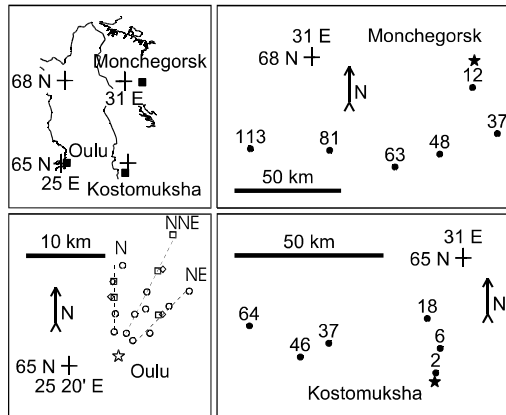 Monchegorsk
68 N
31 E
Oulu
65 N
25 E
Kostomuksha
31 E
68 N
Monchegorsk
12
N
37
113
81
48
63
50 km
10 km
N
NNE
NE
N
65 N
25 20' E
Oulu
50 km
31 E
65 N
N
64
18
37
46
6
2
Kostomuksha